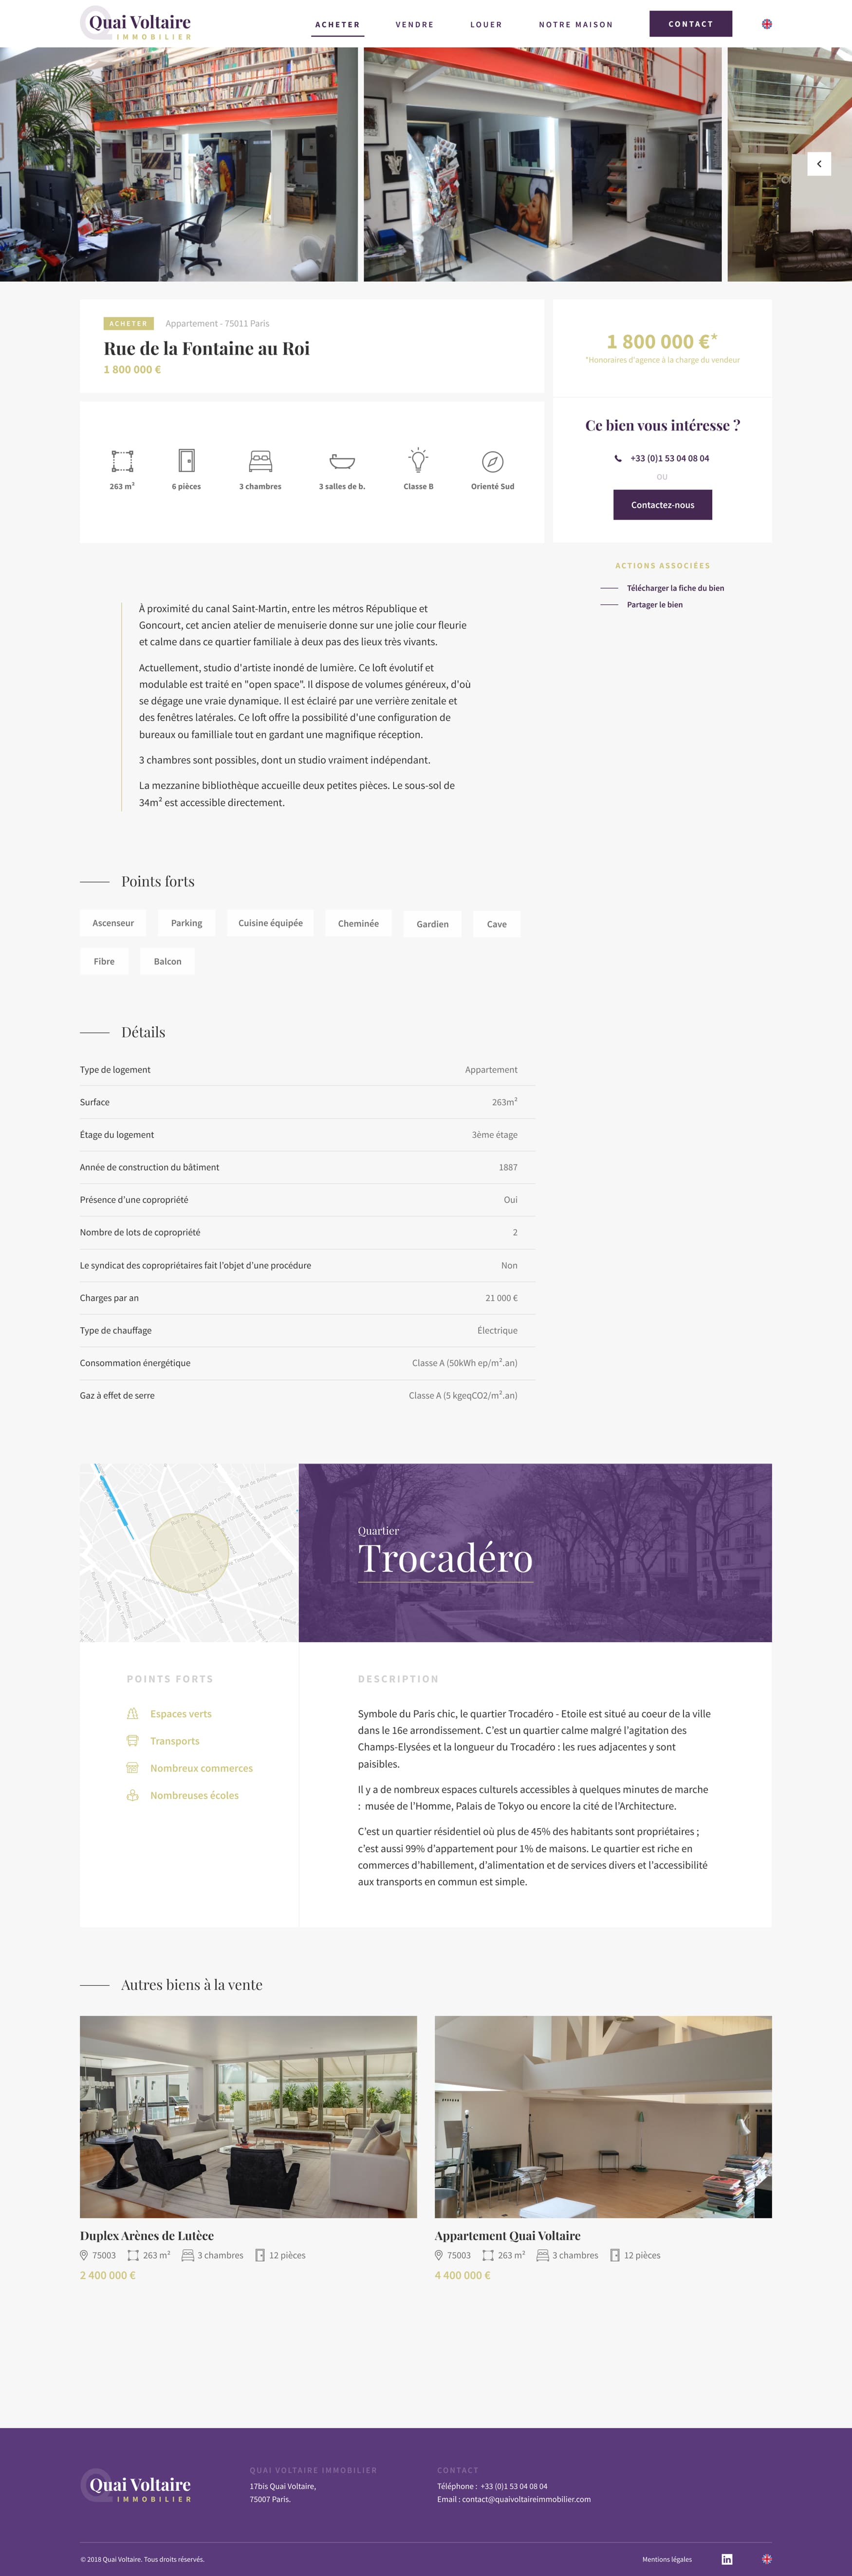 Quai Voltaire
IMMOBILIER
ACHETER
VENDRE
LOUER
NOTRE MAISON
CONTACT
ACHETER
Appartement - 75011 Paris
Rue de la Fontaine au Roi
1 800 000 €
1 800 000 €*
*Honoraires d'agence à la charge du vendeur
263 m²
6 pièces
3 chambres
3 salles de b.
Classe B
Orienté Sud
Ce bien vous intéresse ?
+33 (0)1 53 04 08 04
OU
Contactez-nous
ACTIONS ASSOCIÉES
Télécharger la fiche du bien
Partager le bien
À proximité du canal Saint-Martin, entre les métros République et
Goncourt, cet ancien atelier de menuiserie donne sur une jolie cour fleurie
et calme dans ce quartier familiale à deux pas des lieux très vivants.
Actuellement, studio d'artiste inondé de lumière. Ce loft évolutif et
modulable est traité en "open space". Il dispose de volumes généreux, d'où
se dégage une vraie dynamique. Il est éclairé par une verrière zenitale et
des fenêtres latérales. Ce loft offre la possibilité d'une configuration de
bureaux ou familliale tout en gardant une magnifique réception.
3 chambres sont possibles, dont un studio vraiment indépendant.
La mezzanine bibliothèque accueille deux petites pièces. Le sous-sol de
34m² est accessible directement.
Points forts
Ascenseur
Parking
Cuisine équipée
Cheminée
Gardien
Cave
Fibre
Balcon
Détails
Type de logement
Appartement
Surface
263m²
Étage du logement
3ème étage
Année de construction du bâtiment
1887
Présence d'une copropriété
Oui
Nombre de lots de copropriété
2
Le syndicat des copropriétaires fait l'objet d'une procédure
Non
Charges par an
21 000 €
Type de chauffage
Électrique
Consommation énergétique
Classe A (50kWh ep/m².an)
Gaz à effet de serre
Classe A (5 kgeqCO2/m².an)
Quartier
Trocadéro
POINTS FORTS
Espaces verts
Transports
Nombreux commerces
Nombreuses écoles
DESCRIPTION
Symbole du Paris chic, le quartier Trocadéro - Etoile est situé au coeur de la ville
dans le 16e arrondissement. C'est un quartier calme malgré l'agitation des
Champs-Elysées et la longueur du Trocadéro : les rues adjacentes y sont
paisibles.
Il y a de nombreux espaces culturels accessibles à quelques minutes de marche
: musée de l'Homme, Palais de Tokyo ou encore la cité de l'Architecture.
C'est un quartier résidentiel où plus de 45% des habitants sont propriétaires ;
c'est aussi 99% d'appartement pour 1% de maisons. Le quartier est riche en
commerces d'habillement, d'alimentation et de services divers et l'accessibilité
aux transports en commun est simple.
Autres biens à la vente
Duplex Arènes de Lutèce
75003
263 m²
3 chambres
12 pièces
2 400 000 €
Appartement Quai Voltaire
75003
263 m²
3 chambres
12 pièces
4 400 000 €
Quai Voltaire
IMMOBILIER
QUAI VOLTAIRE IMMOBILIER
17bis Quai Voltaire,
75007 Paris.
CONTACT
Téléphone : +33 (0)1 53 04 08 04
Email : contact@quaivoltaireimmobilier.com
© 2018 Quai Voltaire. Tous droits réservés.
Mentions légales
in